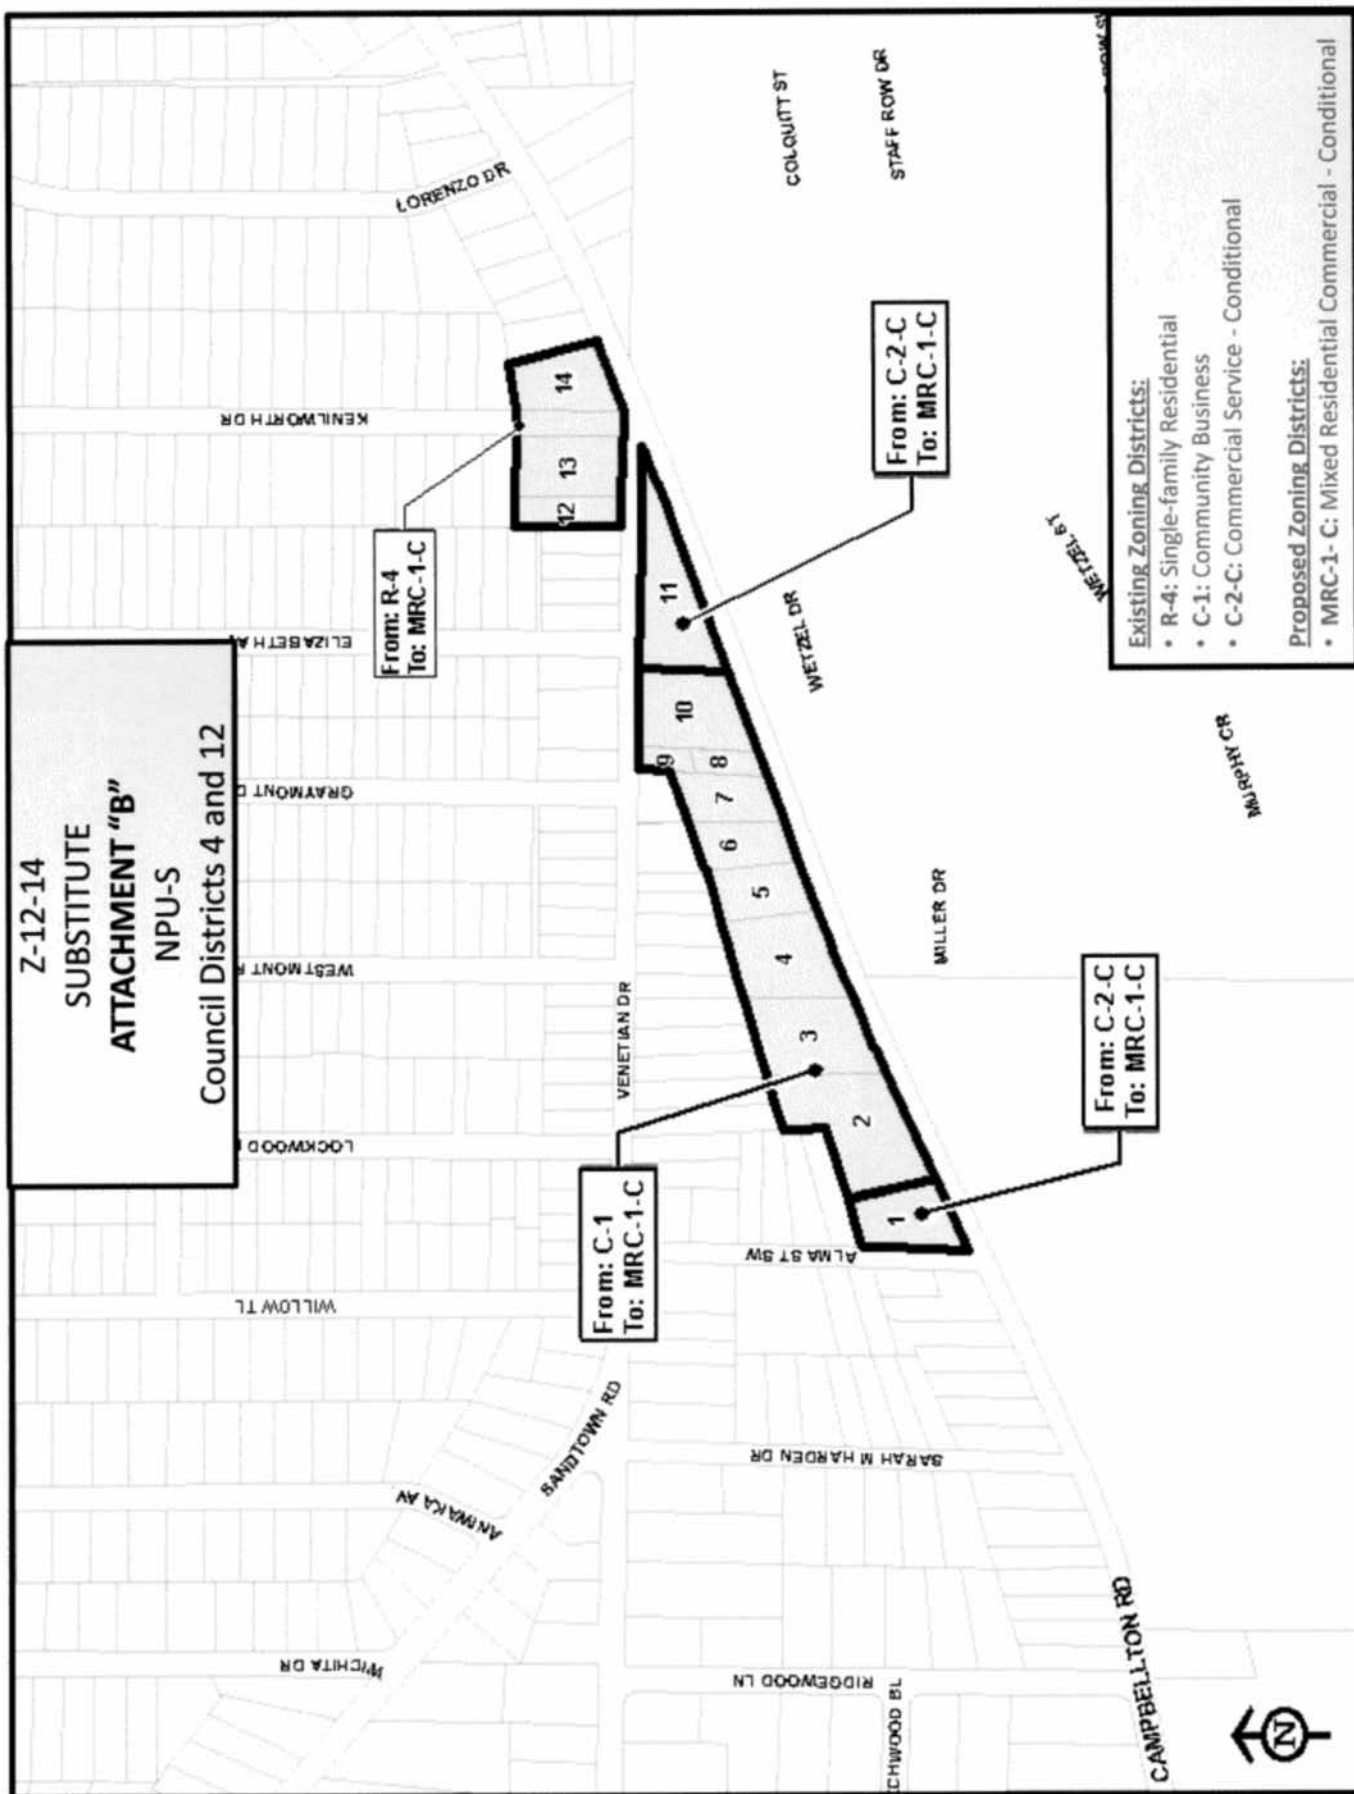 Z-12-14
SUBSTITUTE
ATTACHMENT “B”
NPU-S
Council Districts 4 and 12
WICHITA DR
ANIWAKA AV
SANDTOWN RD
WILLOW TL
LOCKWOOD
WESTMONT
GRAYMONT D
ELIZABETH A
KENILWORTH DR
LORENZO DR
VENETIAN DR
From: R-4
To: MRC-1-C
From: C-1
To: MRC-1-C
From: C-2-C
To: MRC-1-C
From: C-2-C
To: MRC-1-C
1
2
3
4
5
6
7
8
9
10
11
12
13
14
ALMA ST SW
SARAH M HARDEN DR
RIDGEWOOD LN
CHWOOD BL
CAMPBELLTON RD
MILLER DR
WETZEL DR
WETZEL ST
MURPHY CR
COLQUITT ST
STAFF ROW DR
N
Existing Zoning Districts:
• R-4: Single-family Residential
• C-1: Community Business
• C-2-C: Commercial Service - Conditional
Proposed Zoning Districts:
• MRC-1- C: Mixed Residential Commercial - Conditional